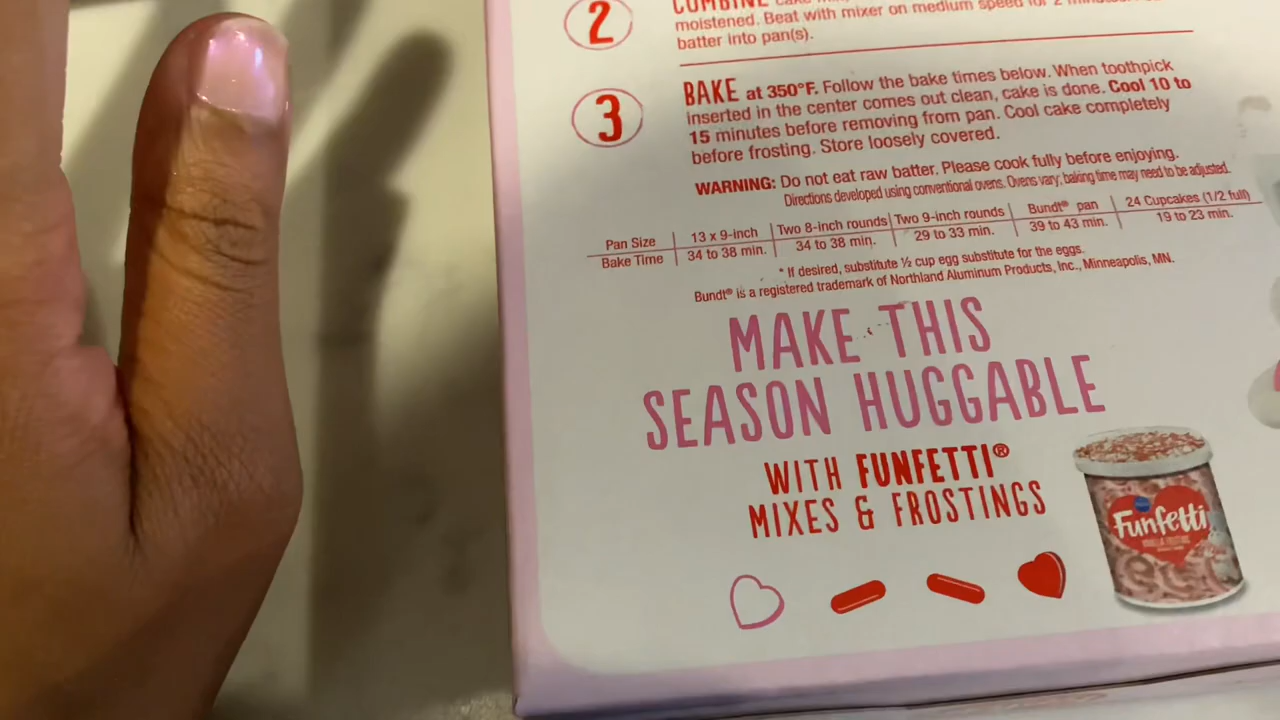 2
COMBINE cake
moistened. Beat with mixer on medium speed for 2
batter into pan(s).
3
BAKE at 350°F. Follow the bake times below. When toothpick
inserted in the center comes out clean, cake is done. Cool 10 to
15 minutes before removing from pan. Cool cake completely
before frosting. Store loosely covered.
WARNING: Do not eat raw batter. Please cook fully before enjoying.
Directions developed using conventional ovens. Ovens vary; baking time may need to be adjusted.
Pan Size 13 x 9-inch Two 8-inch rounds Two 9-inch rounds Bundt® pan 24 Cupcakes (1/2 full)
Bake Time 34 to 38 min. 34 to 38 min. 29 to 33 min. 39 to 43 min. 19 to 23 min.
* If desired, substitute ½ cup egg substitute for the eggs.
Bundt® is a registered trademark of Northland Aluminum Products, Inc., Minneapolis, MN.
MAKE THIS
SEASON HUGGABLE
WITH FUNFETTI®
MIXES & FROSTINGS
Funfetti